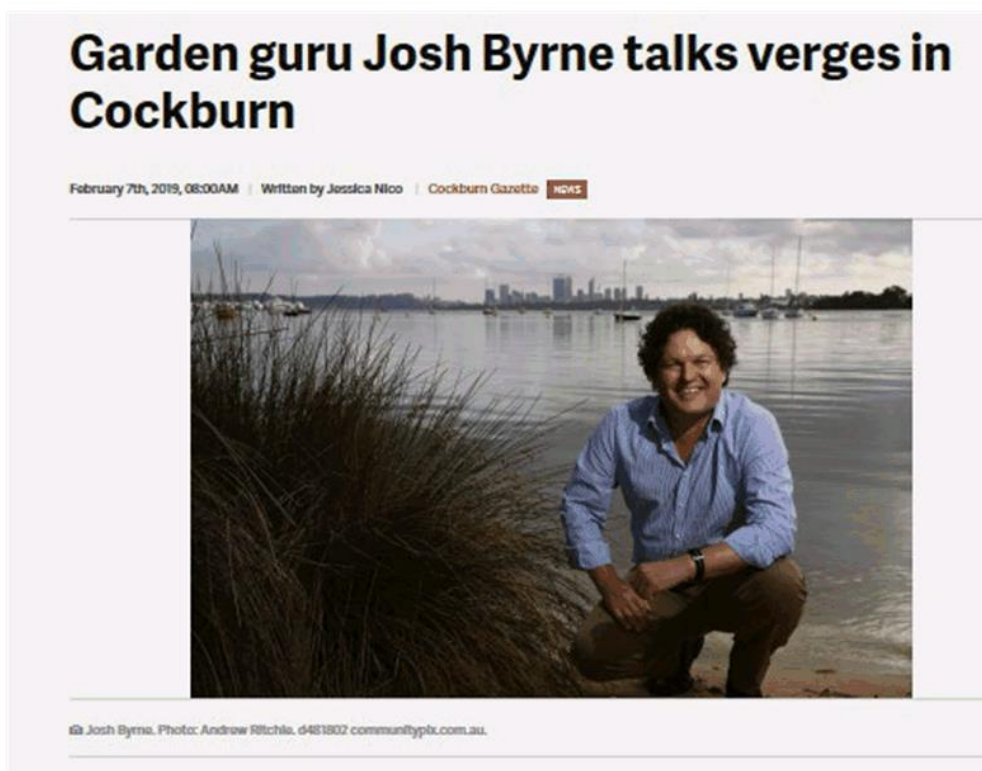 Garden guru Josh Byrne talks verges in
Cockburn
February 7th, 2019, 08:00AM | Written by Jessica Nico | Cockburn Gazette NEWS
Josh Byrne. Photo: Andrew Ritchie. d481802 communitypix.com.au.